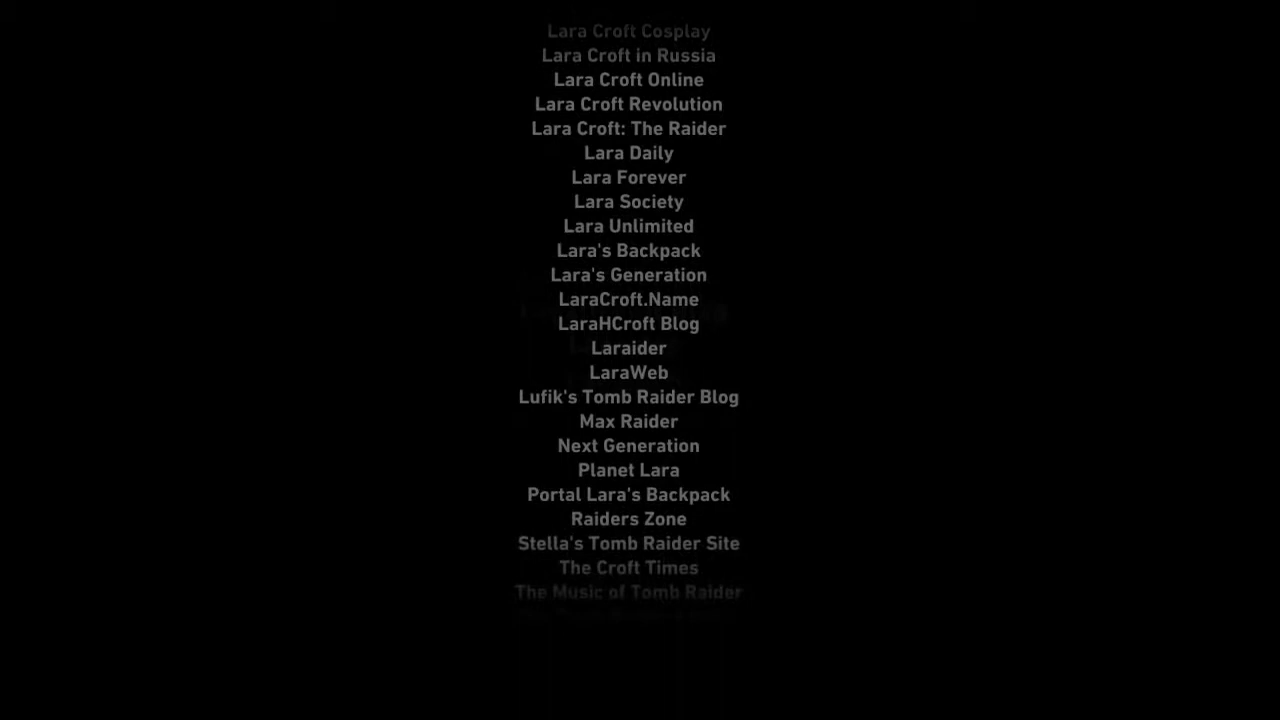 Lara Croft Cosplay
Lara Croft in Russia
Lara Croft Online
Lara Croft Revolution
Lara Croft: The Raider
Lara Daily
Lara Forever
Lara Society
Lara Unlimited
Lara's Backpack
Lara's Generation
LaraCroft.Name
LaraHCroft Blog
Laraider
LaraWeb
Lufik's Tomb Raider Blog
Max Raider
Next Generation
Planet Lara
Portal Lara's Backpack
Raiders Zone
Stella's Tomb Raider Site
The Croft Times
The Music of Tomb Raider